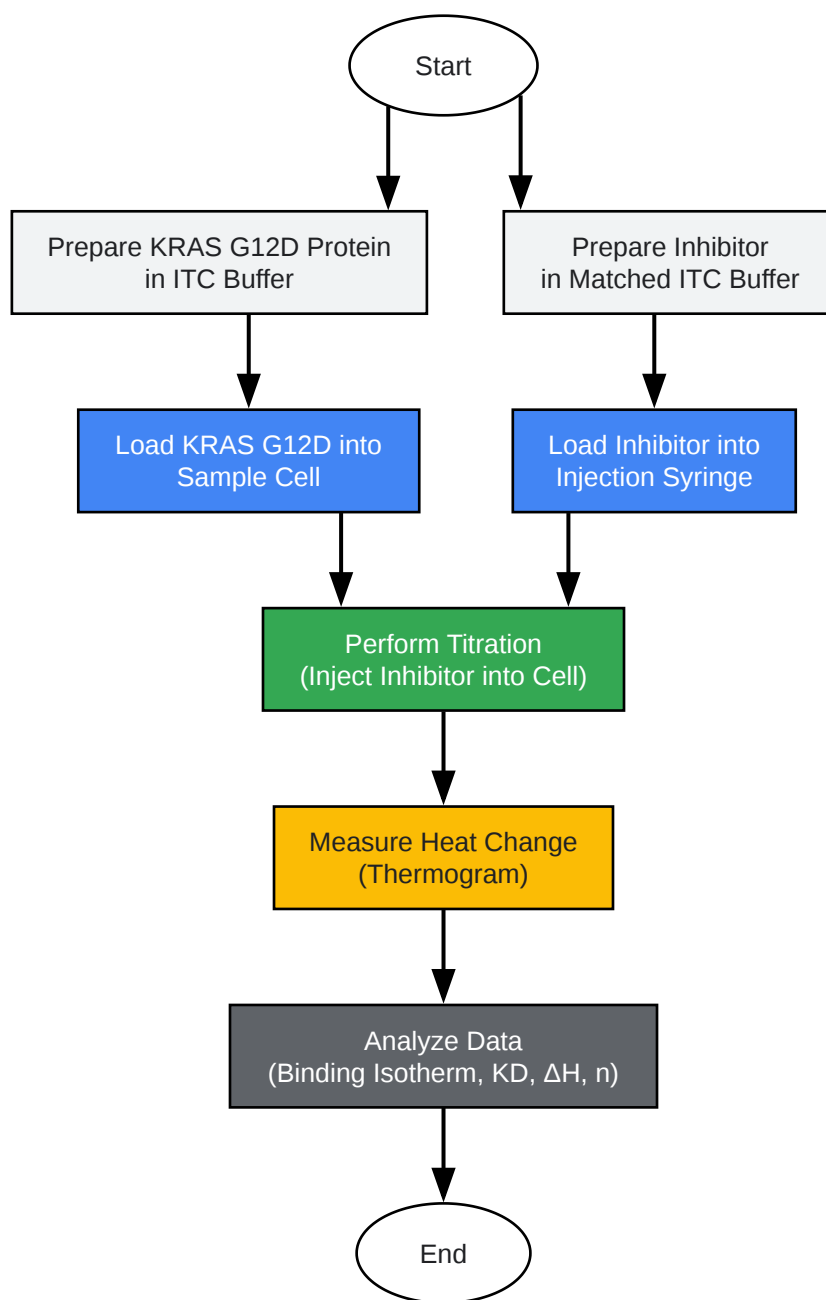 Start
Prepare KRAS G12D Protein
in ITC Buffer
Prepare Inhibitor
in Matched ITC Buffer
Load KRAS G12D into
Sample Cell
Load Inhibitor into
Injection Syringe
Perform Titration
(Inject Inhibitor into Cell)
Measure Heat Change
(Thermogram)
Analyze Data
(Binding Isotherm, KD, ΔH, n)
End